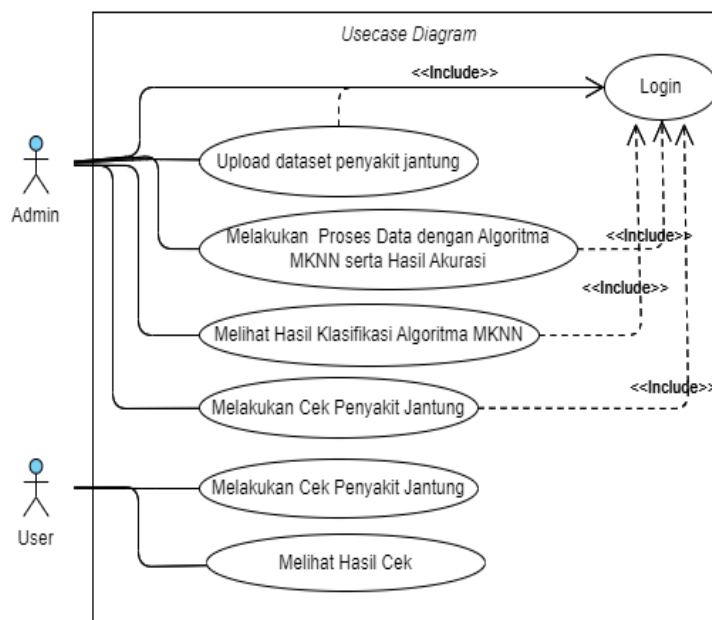 Usecase Diagram
<<Include>>
Login
Admin
Upload dataset penyakit jantung
Melakukan Proses Data dengan Algoritma
MKNN serta Hasil Akurasi
<<Include>>
<<Include>>
Melihat Hasil Klasifikasi Algoritma MKNN
<<Include>>
Melakukan Cek Penyakit Jantung
User
Melakukan Cek Penyakit Jantung
Melihat Hasil Cek